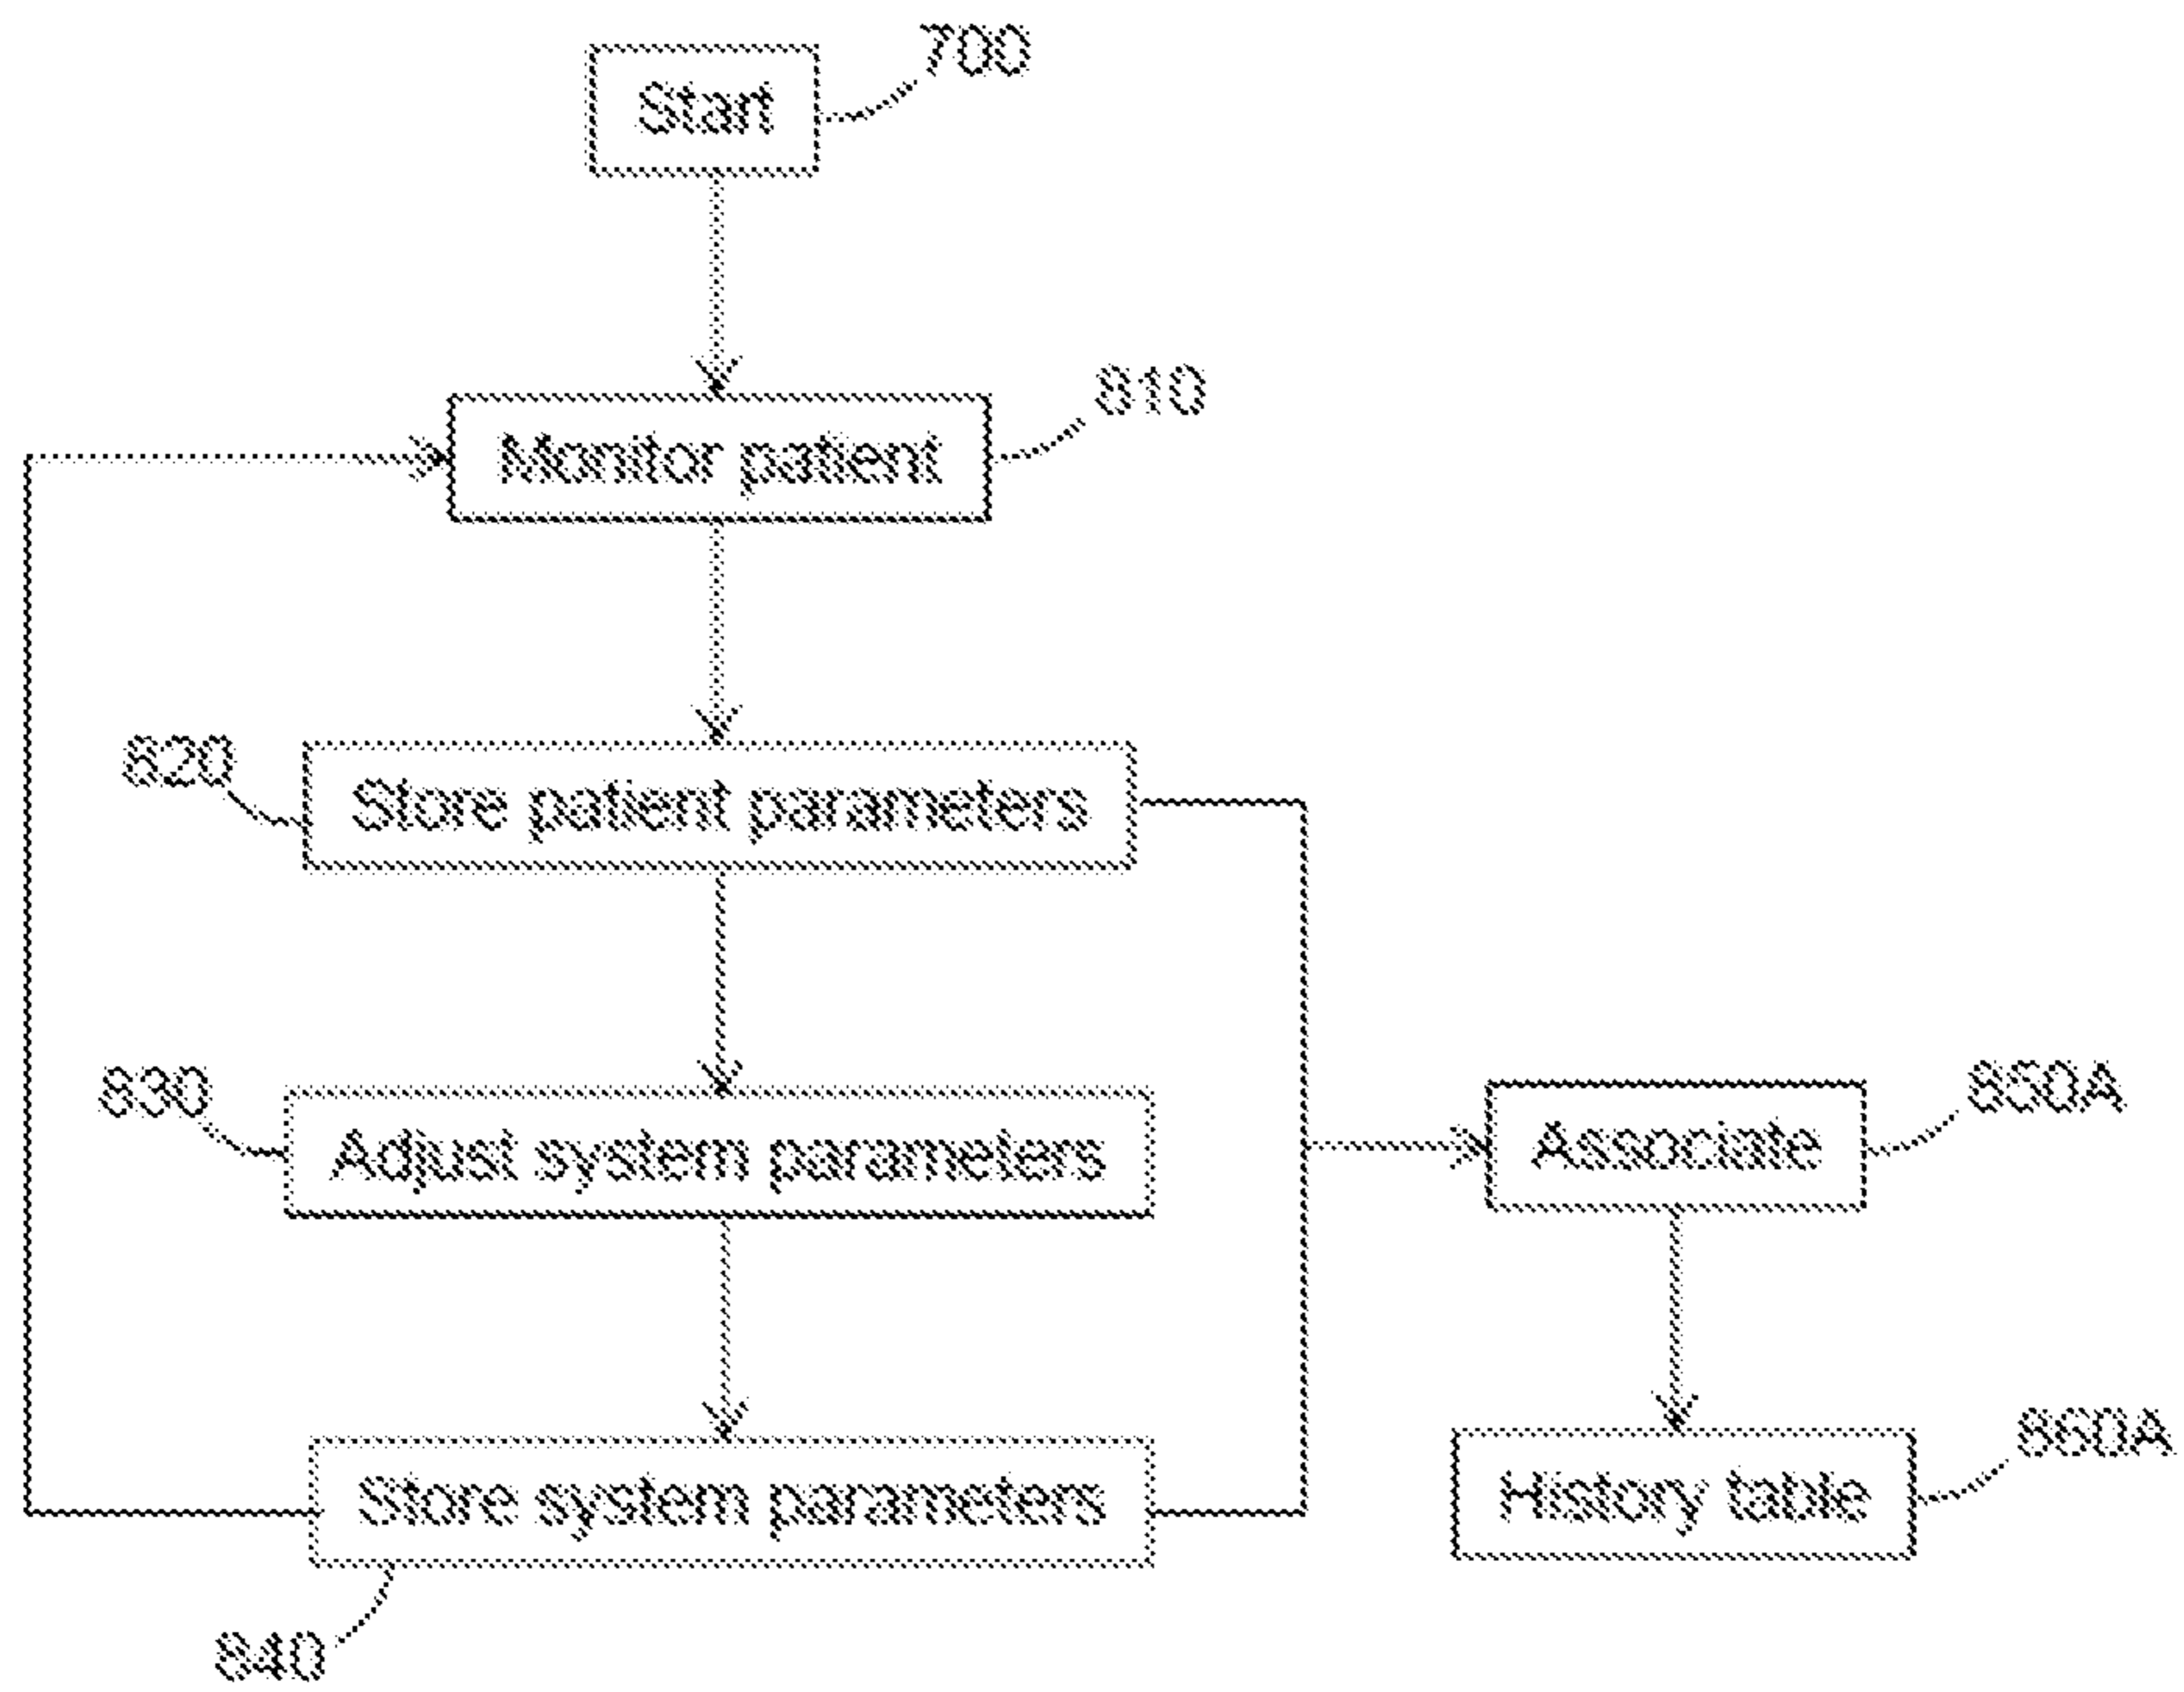 700
Start
810
Monitor patient
820
Store patient parameters
830
Adjust system parameters
850A
Associate
860A
History table
Store system parameters
840